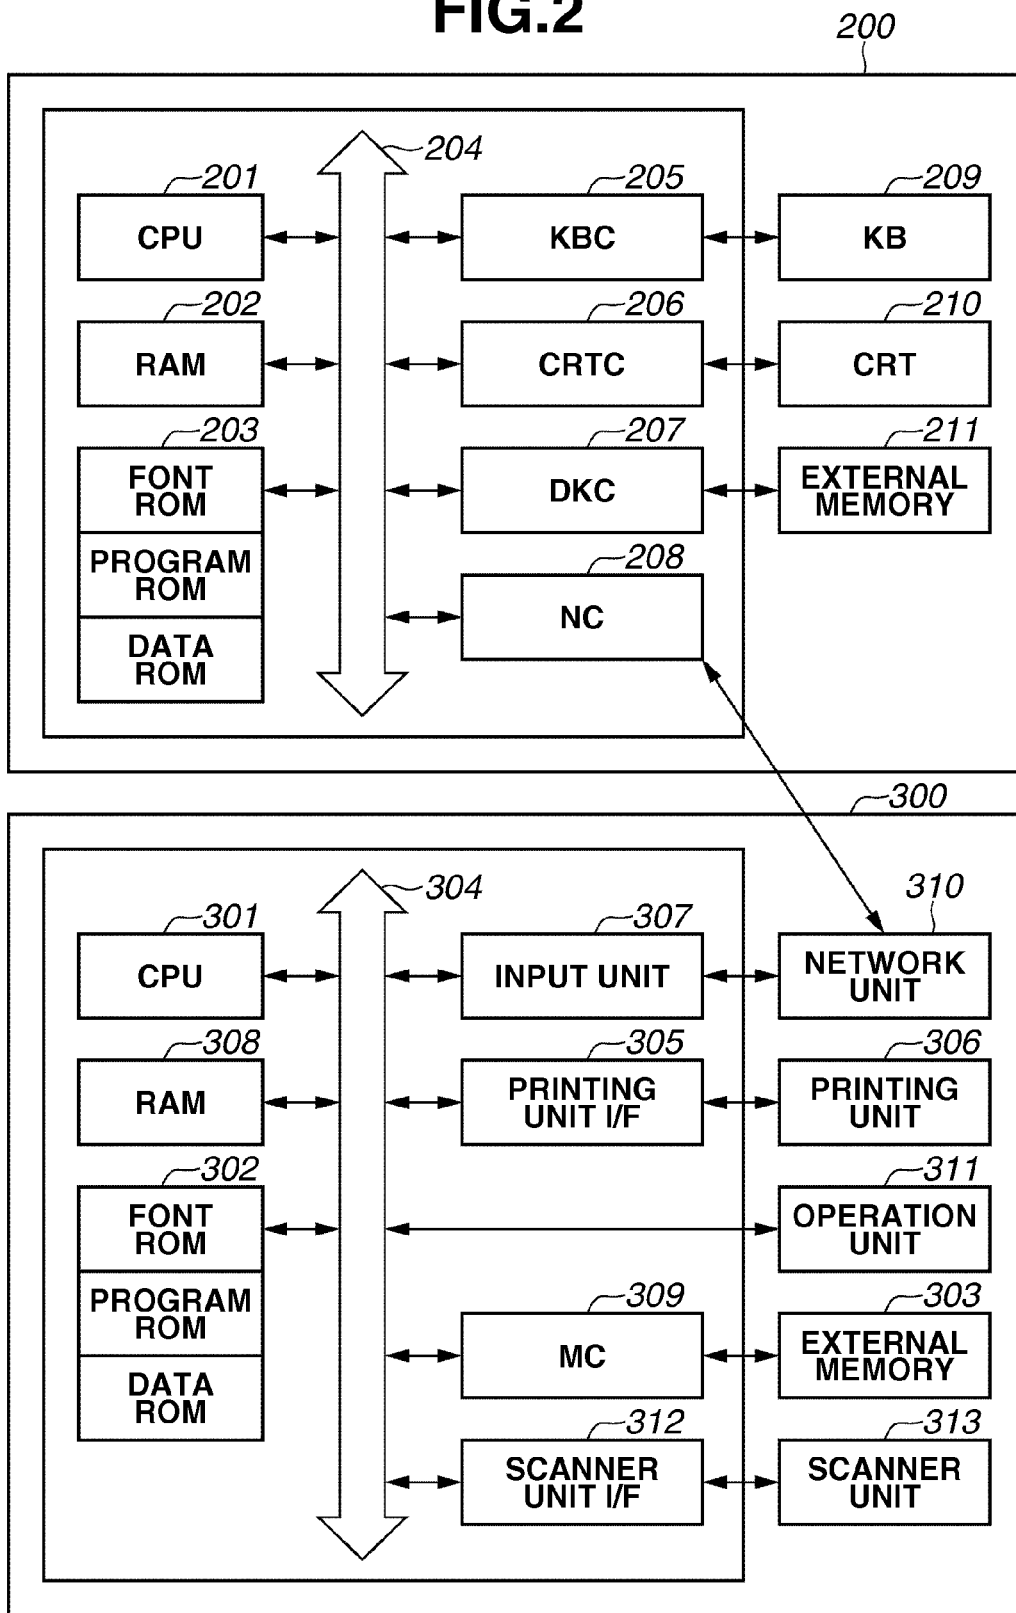 FIG.2
200
204
201
205
209
CPU
KBC
KB
202
206
210
RAM
CRTC
CRT
203
207
211
FONT
ROM
DKC
EXTERNAL
MEMORY
PROGRAM
ROM
208
NC
DATA
ROM
300
304
310
301
307
CPU
INPUT UNIT
NETWORK
UNIT
308
305
306
RAM
PRINTING
UNIT I/F
PRINTING
UNIT
302
311
FONT
ROM
OPERATION
UNIT
PROGRAM
ROM
309
303
MC
EXTERNAL
MEMORY
DATA
ROM
312
313
SCANNER
UNIT I/F
SCANNER
UNIT